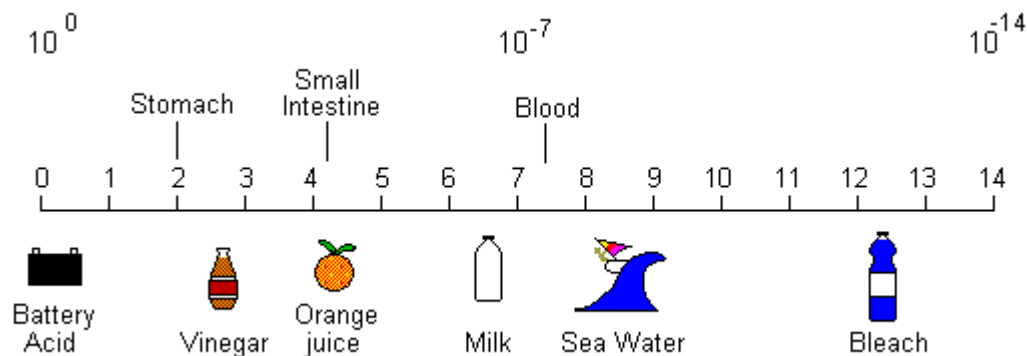 10^0 10^-7 10^-14
Small
Stomach Intestine Blood
0 1 2 3 4 5 6 7 8 9 10 11 12 13 14
Battery Orange
Acid Vinegar juice Milk Sea Water Bleach